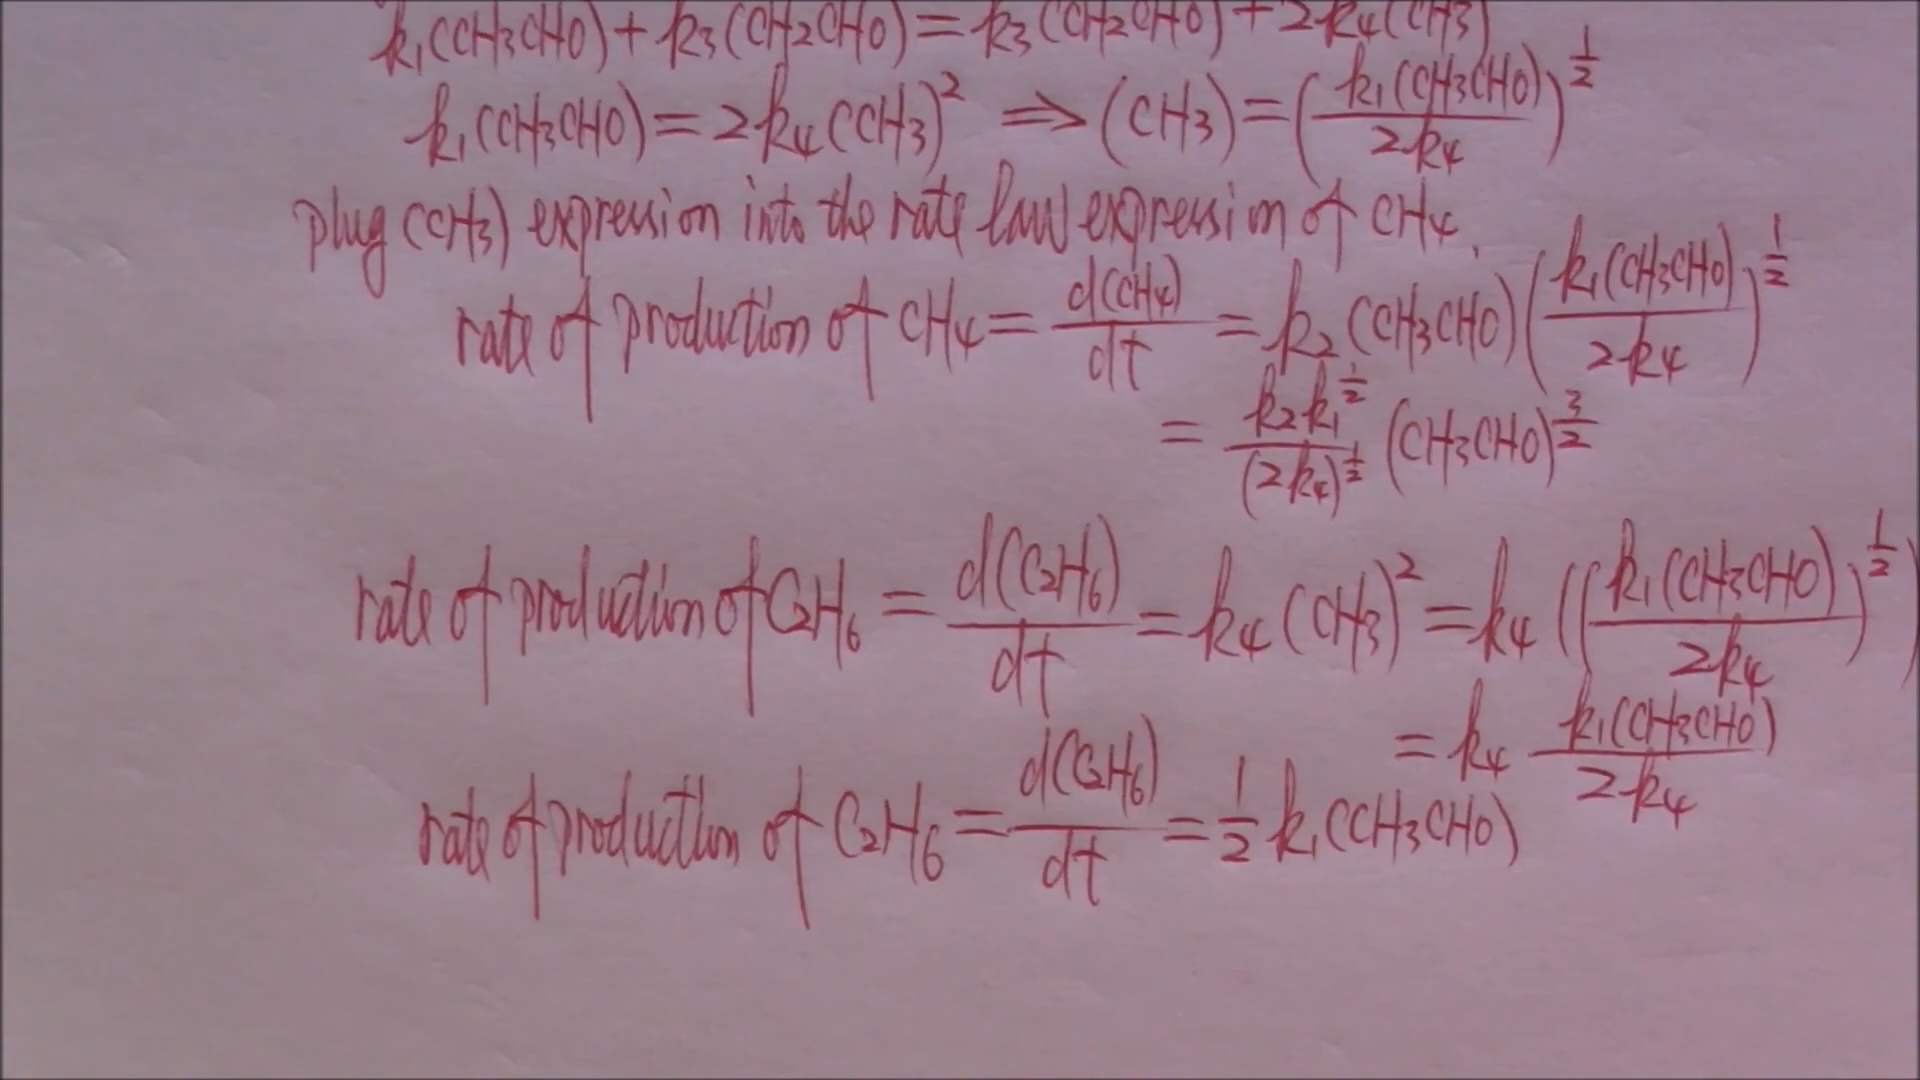 k₁(CH₃CHO) + k₃(CH₂CHO) = k₃(CH₂CHO) + 2k₄(CH₃)
k₁(CH₃CHO) = 2k₄(CH₃)² ⇒ (CH₃) = (k₁(CH₃CHO)/2k₄)^(1/2)
plug (CH₃) expression into the rate law expression of CH₄.
rate of production of CH₄ = d(CH₄)/dt = k₂(CH₃CHO)(k₁(CH₃CHO)/2k₄)^(1/2)
= k₂k₁^(1/2)/(2k₄)^(1/2) (CH₃CHO)^(3/2)
rate of production of C₂H₆ = d(C₂H₆)/dt = k₄(CH₃)² = k₄((k₁(CH₃CHO)/2k₄)^(1/2))
= k₄ k₁(CH₃CHO)/2k₄
rate of production of C₂H₆ = d(C₂H₆)/dt = 1/2 k₁(CH₃CHO)